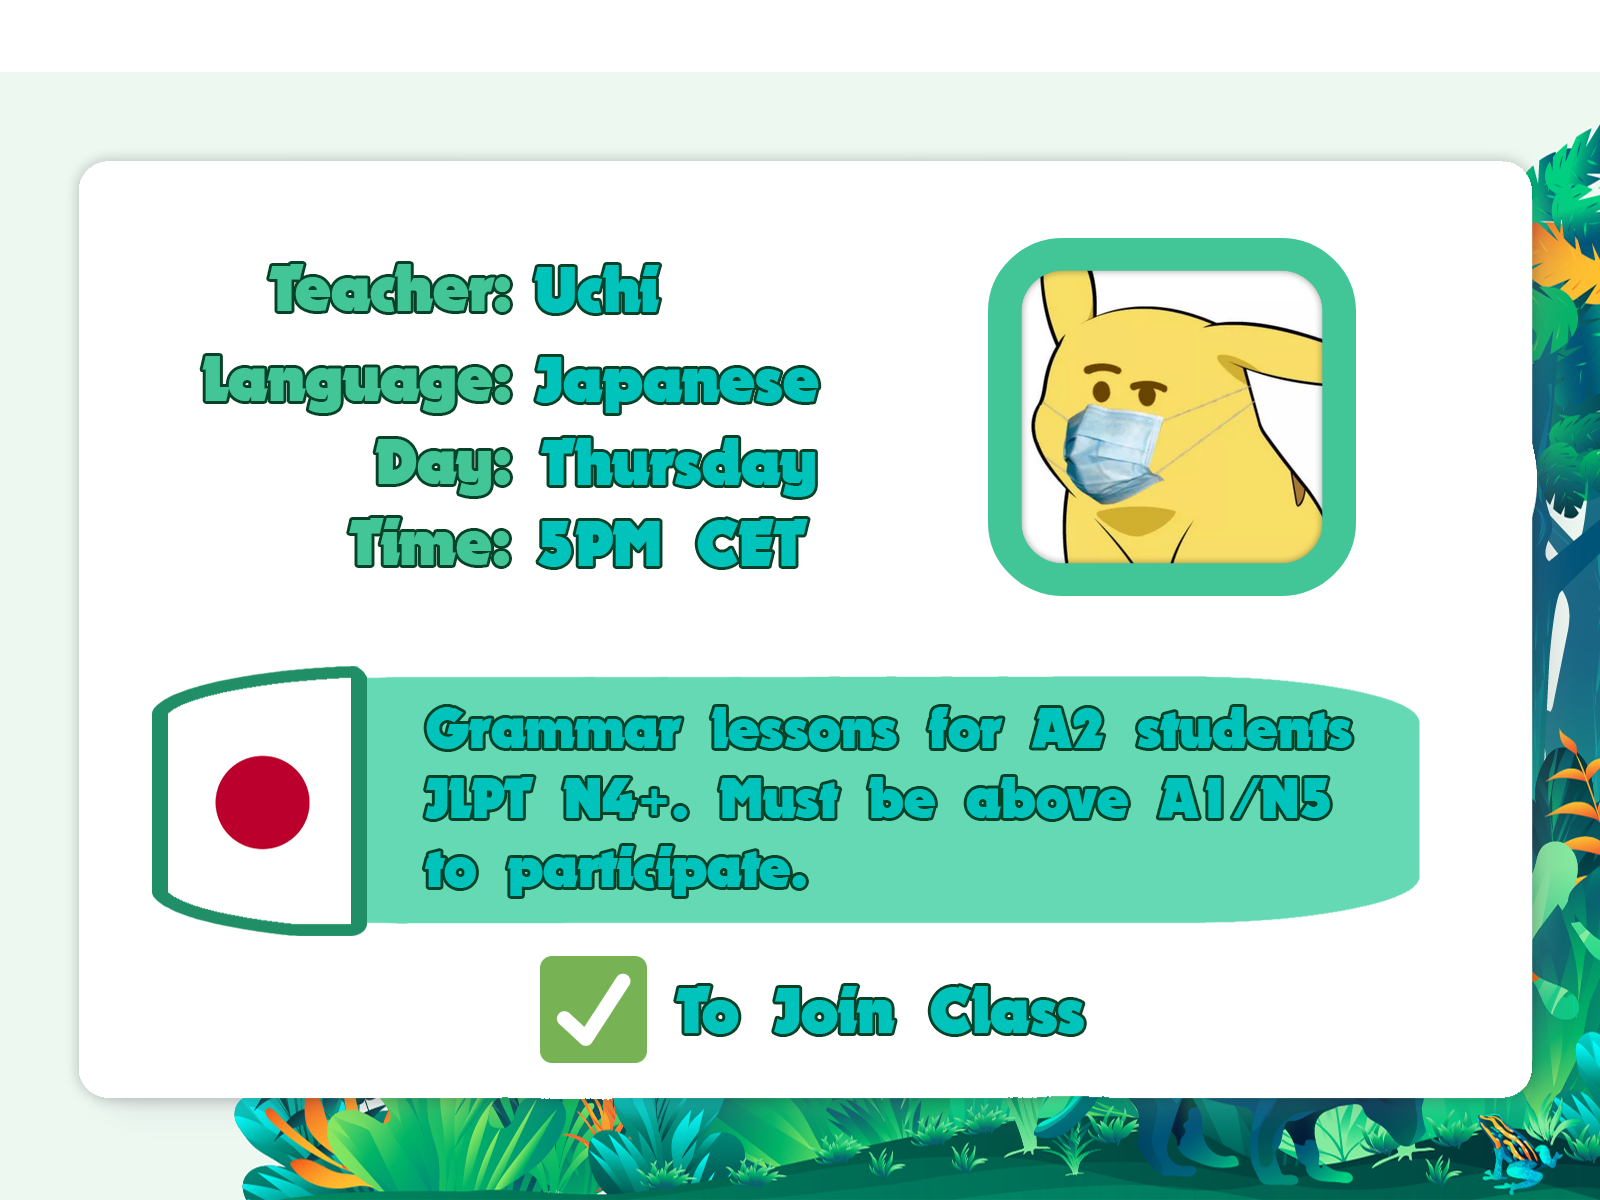 Teacher: Uchi
Language: Japanese
Day: Thursday
Time: 5PM CET
Grammar lessons for A2 students
JLPT N4+. Must be above A1/N5
to participate.
To Join Class